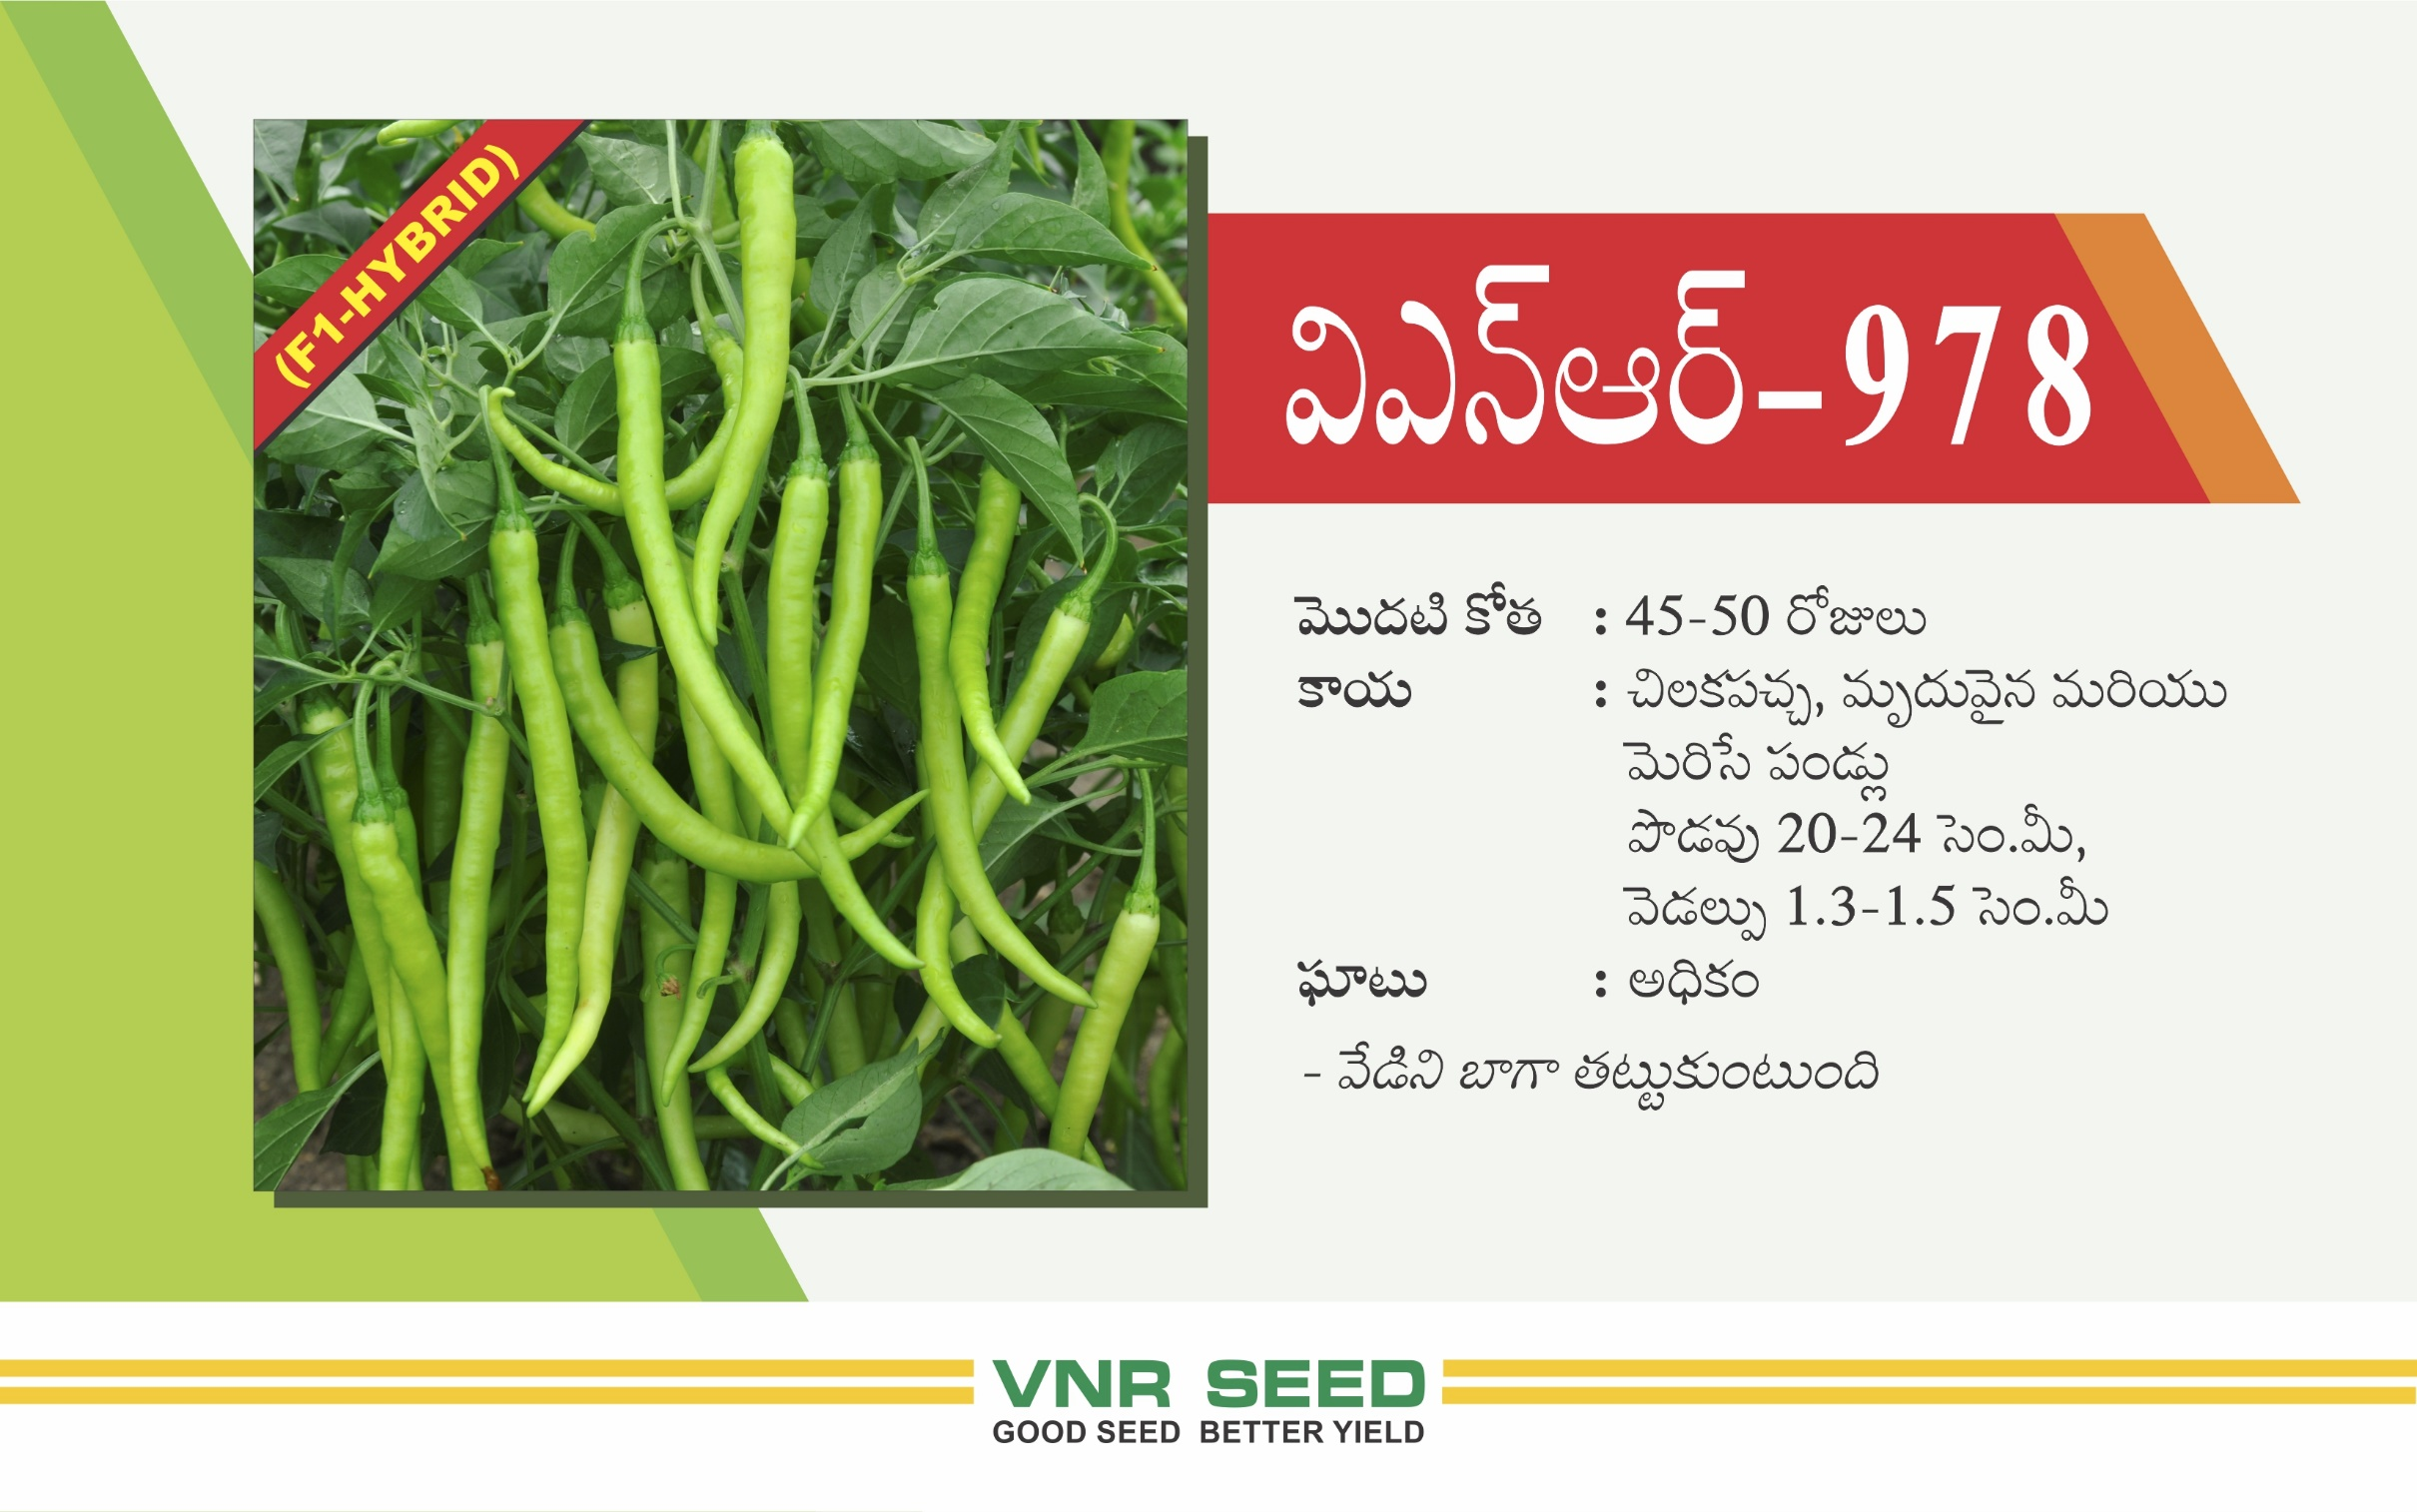 (F1-HYBRID))
విఎన్ఆర్-978
మొదటి కోత : 45-50 రోజులు
కాయ : చిలకపచ్చ, మృదువైన మరియు
మెరిసే పండ్లు
పొడవు 20-24 సెం.మీ,
వెడల్పు 1.3-1.5 సెం.మీ
ఘాటు : అధికం
- వేడిని బాగా తట్టుకుంటుంది
VNR SEED
GOOD SEED BETTER YIELD